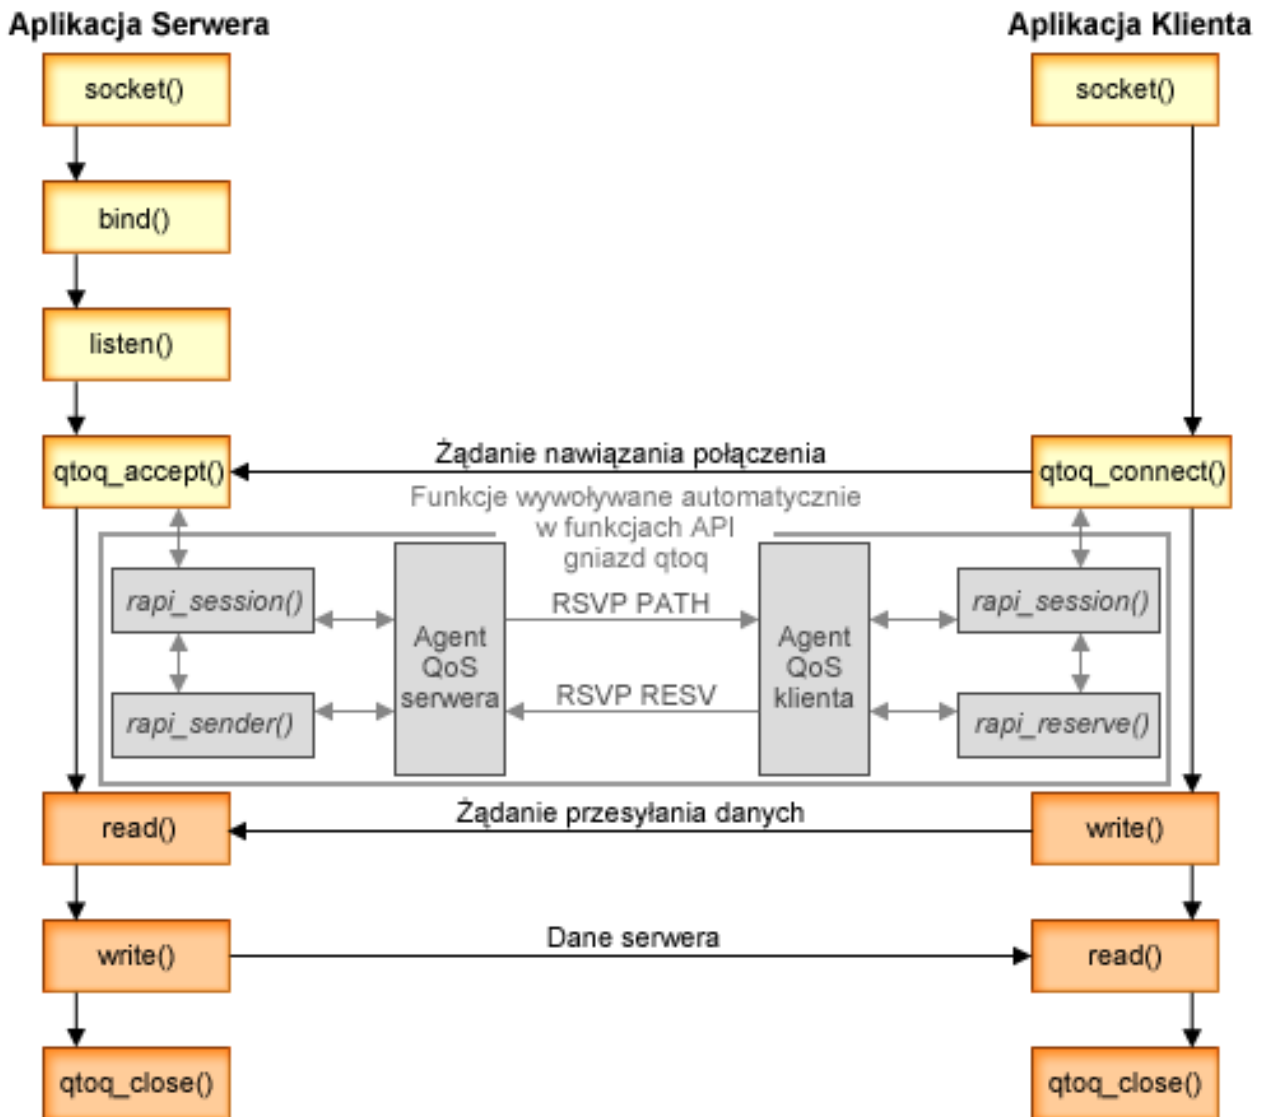 Aplikacja Serwera
Aplikacja Klienta
socket()
socket()
bind()
listen()
qtoq_accept()
Żądanie nawiązania połączenia
qtoq_connect()
Funkcje wywoływane automatycznie
w funkcjach API
gniazd qtoq
rapi_session()
RSVP PATH
rapi_session()
Agent
QoS
serwera
Agent
QoS
klienta
rapi_sender()
RSVP RESV
rapi_reserve()
read()
Żądanie przesyłania danych
write()
write()
Dane serwera
read()
qtoq_close()
qtoq_close()